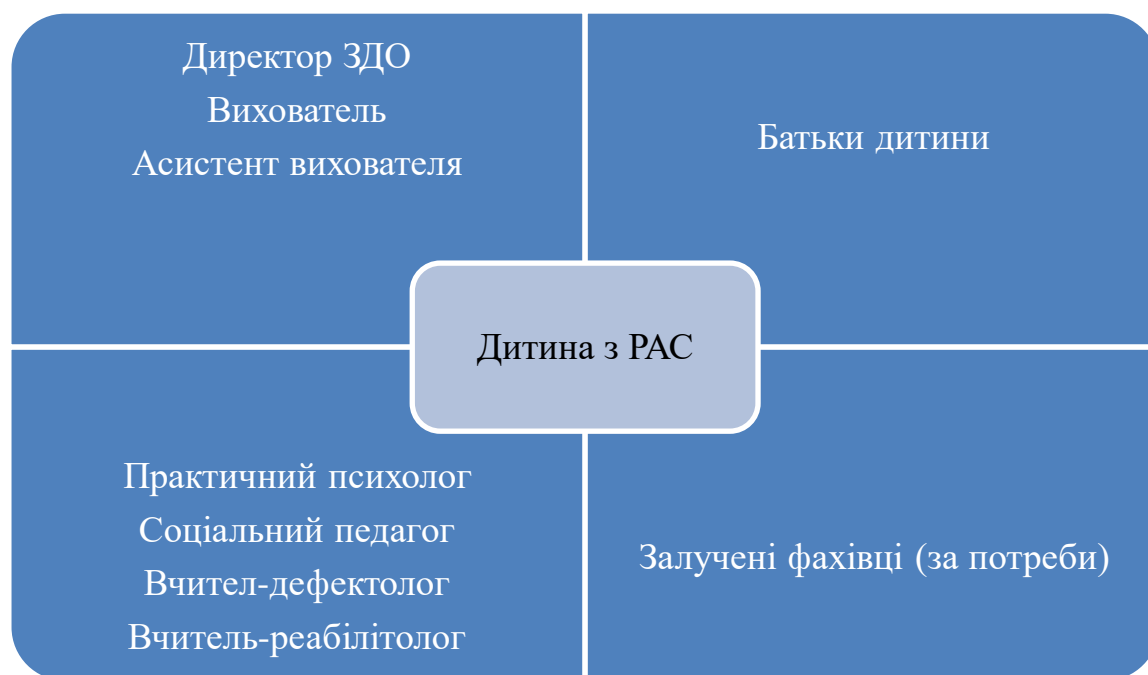 Директор ЗДО
Вихователь
Асистент вихователя
Батьки дитини
Дитина з РАС
Практичний психолог
Соціальний педагог
Вчител-дефектолог
Вчитель-реабілітолог
Залучені фахівці (за потреби)